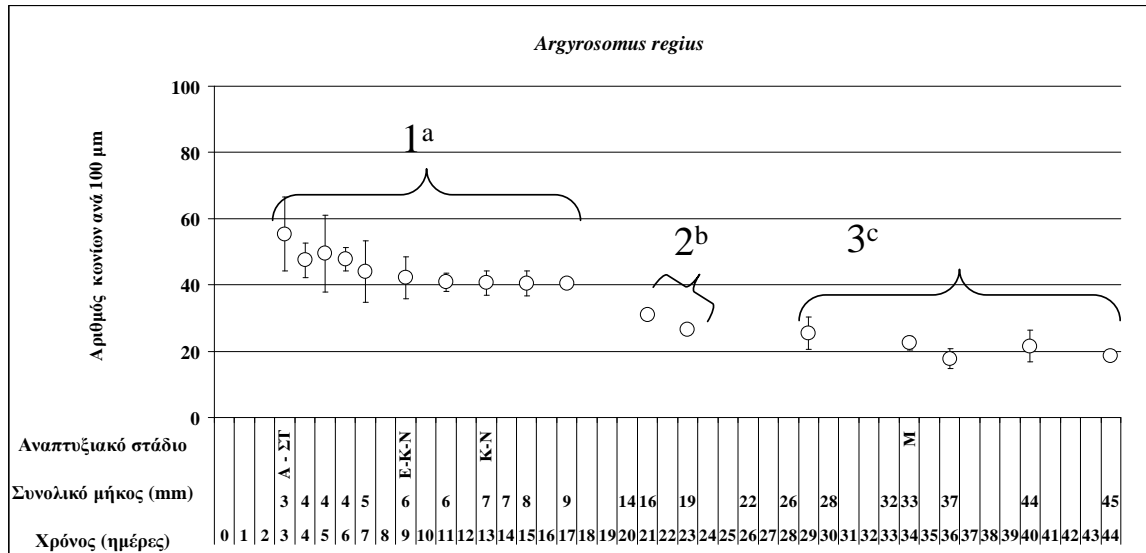 Argyrosomus regius
Αριθμός κονίων ανά 100 μm
100
80
60
40
20
0
1a
2b
3c
Αναπτυξιακό στάδιο
Α - ΣΤ
Ε-Κ-Ν
Κ-Ν
Μ
Συνολικό μήκος (mm)
3 4 4 4 5 6 6 7 7 8 9 14 16 19 22 26 28 32 33 37 44 45
Χρόνος (ημέρες)
0 1 2 3 4 5 6 7 8 9 10 11 12 13 14 15 16 17 18 19 20 21 22 23 24 25 26 27 28 29 30 31 32 33 34 35 36 37 38 39 40 41 42 43 44